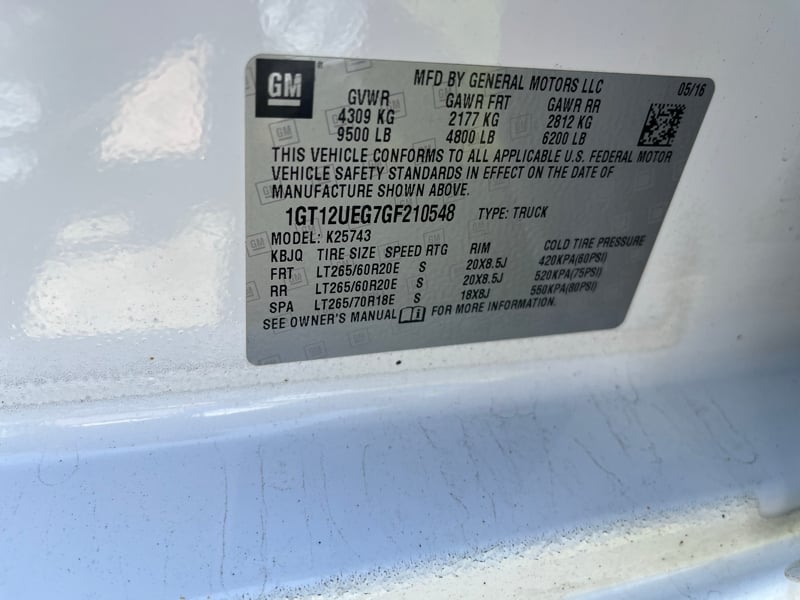 GM
MFD BY GENERAL MOTORS LLC
05/16
GVWR GAWR FRT GAWR RR
4309 KG 2177 KG 2812 KG
9500 LB 4800 LB 6200 LB
THIS VEHICLE CONFORMS TO ALL APPLICABLE U.S. FEDERAL MOTOR
VEHICLE SAFETY STANDARDS IN EFFECT ON THE DATE OF
MANUFACTURE SHOWN ABOVE.
1GT12UEG7GF210548 TYPE: TRUCK
MODEL: K25743
KBJQ TIRE SIZE SPEED RTG RIM COLD TIRE PRESSURE
FRT LT265/60R20E S 20X8.5J 420KPA(60PSI)
RR LT265/60R20E S 20X8.5J 520KPA(75PSI)
SPA LT265/70R18E S 18X8J 550KPA(80PSI)
SEE OWNER'S MANUAL FOR MORE INFORMATION.